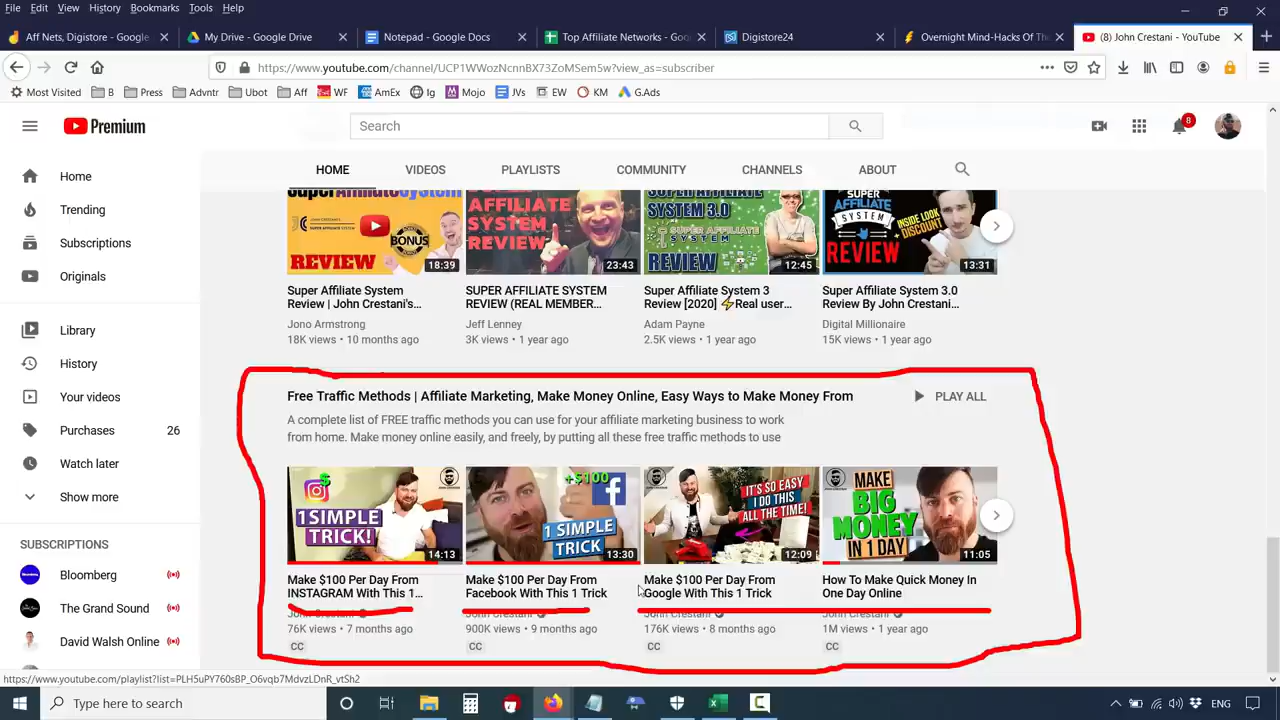 File Edit View History Bookmarks Tools Help
Aff Nets, Digistore - Google
My Drive - Google Drive
Notepad - Google Docs
Top Affiliate Networks - Goog
Digistore24
Overnight Mind-Hacks Of The
(8) John Crestani - YouTube
https://www.youtube.com/channel/UCP1WWozNcnnBX73ZoMSem5w?view_as=subscriber
Most Visited B Press Advntr Ubot Aff WF AmEx Ig Mojo JVs EW KM G.Ads
Premium
Search
8
HOME VIDEOS PLAYLISTS COMMUNITY CHANNELS ABOUT
Home
Trending
Subscriptions
Originals
Library
History
Your videos
Purchases 26
Watch later
Show more
SUBSCRIPTIONS
Bloomberg
The Grand Sound
David Walsh Online
SuperAffiliateSystem
BONUS
REVIEW
18:39
AFFILIATE
SYSTEM
REVIEW
23:43
SUPER AFFILIATE
SYSTEM 3.0
REVIEW
12:45
SUPER
AFFILIATE
SYSTEM
REVIEW
INSIDE LOOK
DISCOUNT
13:31
Super Affiliate System
Review | John Crestani's...
Jono Armstrong
18K views • 10 months ago
SUPER AFFILIATE SYSTEM
REVIEW (REAL MEMBER...
Jeff Lenney
3K views • 1 year ago
Super Affiliate System 3
Review [2020] ⚡Real user...
Adam Payne
2.5K views • 1 year ago
Super Affiliate System 3.0
Review By John Crestani...
Digital Millionaire
15K views • 1 year ago
Free Traffic Methods | Affiliate Marketing, Make Money Online, Easy Ways to Make Money From
PLAY ALL
A complete list of FREE traffic methods you can use for your affiliate marketing business to work
from home. Make money online easily, and freely, by putting all these free traffic methods to use
$
1 SIMPLE
TRICK!
14:13
+$100
1 SIMPLE
TRICK
13:30
IT'S SO EASY
I DO THIS
ALL THE TIME!
12:09
MAKE
BIG
MONEY
IN 1 DAY
11:05
Make $100 Per Day From
INSTAGRAM With This 1...
John Crestani
76K views • 7 months ago
CC
Make $100 Per Day From
Facebook With This 1 Trick
John Crestani
900K views • 9 months ago
CC
Make $100 Per Day From
Google With This 1 Trick
John Crestani
176K views • 8 months ago
CC
How To Make Quick Money In
One Day Online
John Crestani
1M views • 1 year ago
CC
https://www.youtube.com/playlist?list=PLH5uPY760sBP_O6vqb7MdvzLDnR_vtSh2
Type here to search
ENG